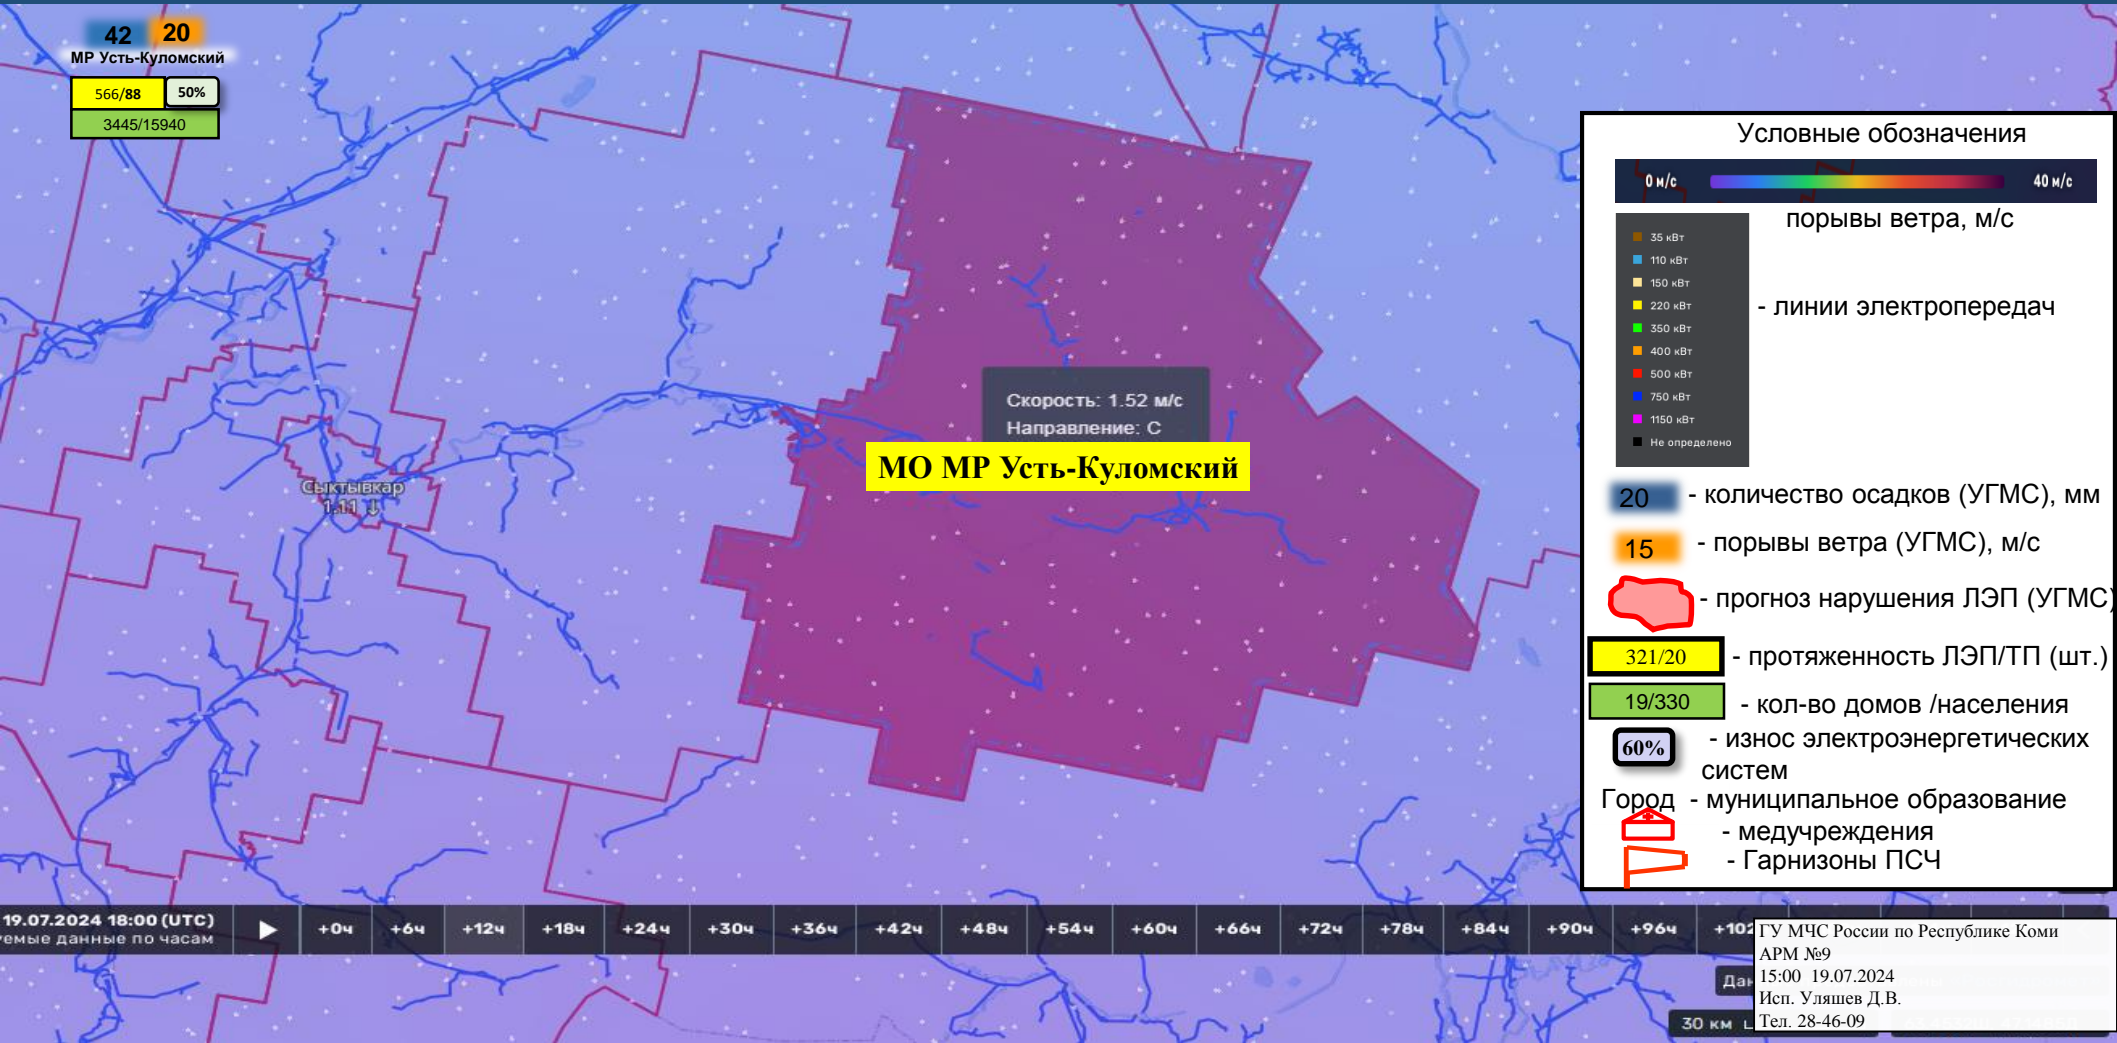 42 20
МР Усть-Куломский
566/88 50%
3445/15940
Условные обозначения
0 м/с 40 м/с
порывы ветра, м/с
35 кВт
110 кВт
150 кВт
220 кВт
350 кВт
400 кВт
500 кВт
750 кВт
1150 кВт
Не определено
- линии электропередач
20 - количество осадков (УГМС), мм
15 - порывы ветра (УГМС), м/с
- прогноз нарушения ЛЭП (УГМС)
321/20 - протяженность ЛЭП/ТП (шт.)
19/330 - кол-во домов /населения
60% - износ электроэнергетических
систем
Город - муниципальное образование
- медучреждения
- Гарнизоны ПСЧ
Скорость: 1.52 м/с
Направление: С
МО МР Усть-Куломский
Сыктывкар
1.11 ↓
19.07.2024 18:00 (UTC)
уемые данные по часам
+0ч +6ч +12ч +18ч +24ч +30ч +36ч +42ч +48ч +54ч +60ч +66ч +72ч +78ч +84ч +90ч +96ч +102
ГУ МЧС России по Республике Коми
АРМ №9
15:00 19.07.2024
Исп. Уляшев Д.В.
Тел. 28-46-09
30 км